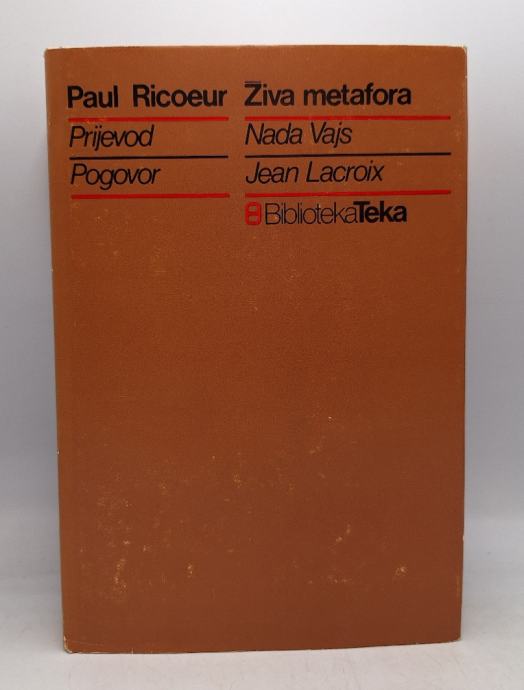 Paul Ricoeur Živa metafora
Prijevod Nada Vajs
Pogovor Jean Lacroix
BibliotekaTeka